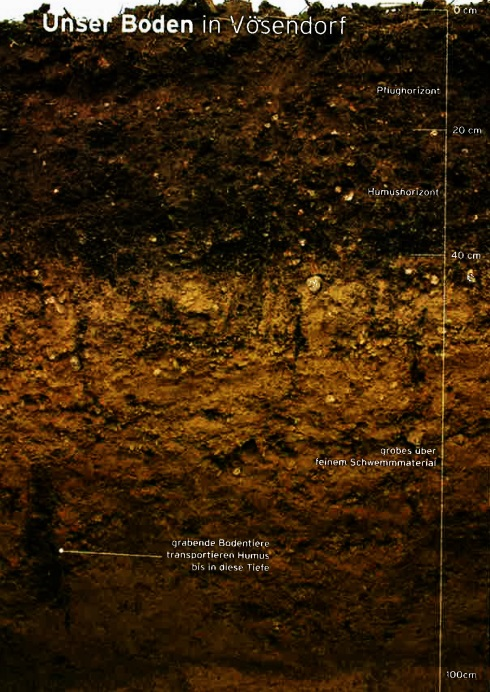 Unser Boden in Vösendorf
0 cm
Pflughorizont
20 cm
Humushorizont
40 cm
grobes über
feinem Schwemmmaterial
grabende Bodentiere
transportieren Humus
bis in diese Tiefe
100cm